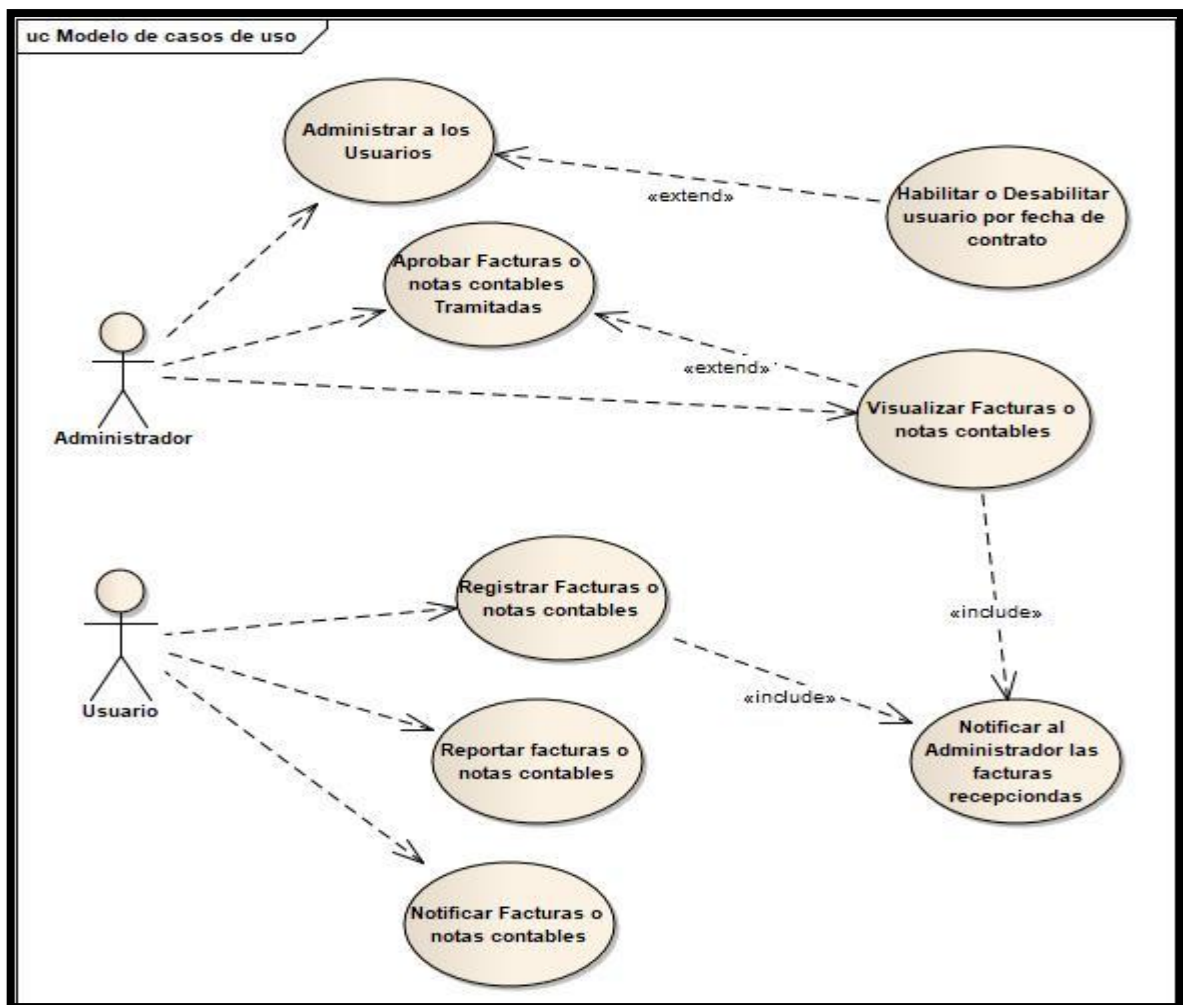 uc Modelo de casos de uso
Administrar a los
Usuarios
«extend»
Habilitar o Desabilitar
usuario por fecha de
contrato
Aprobar Facturas o
notas contables
Tramitadas
«extend»
Visualizar Facturas o
notas contables
Administrador
Registrar Facturas o
notas contables
«include»
«include»
Usuario
Reportar facturas o
notas contables
Notificar al
Administrador las
facturas
recepciondas
Notificar Facturas o
notas contables